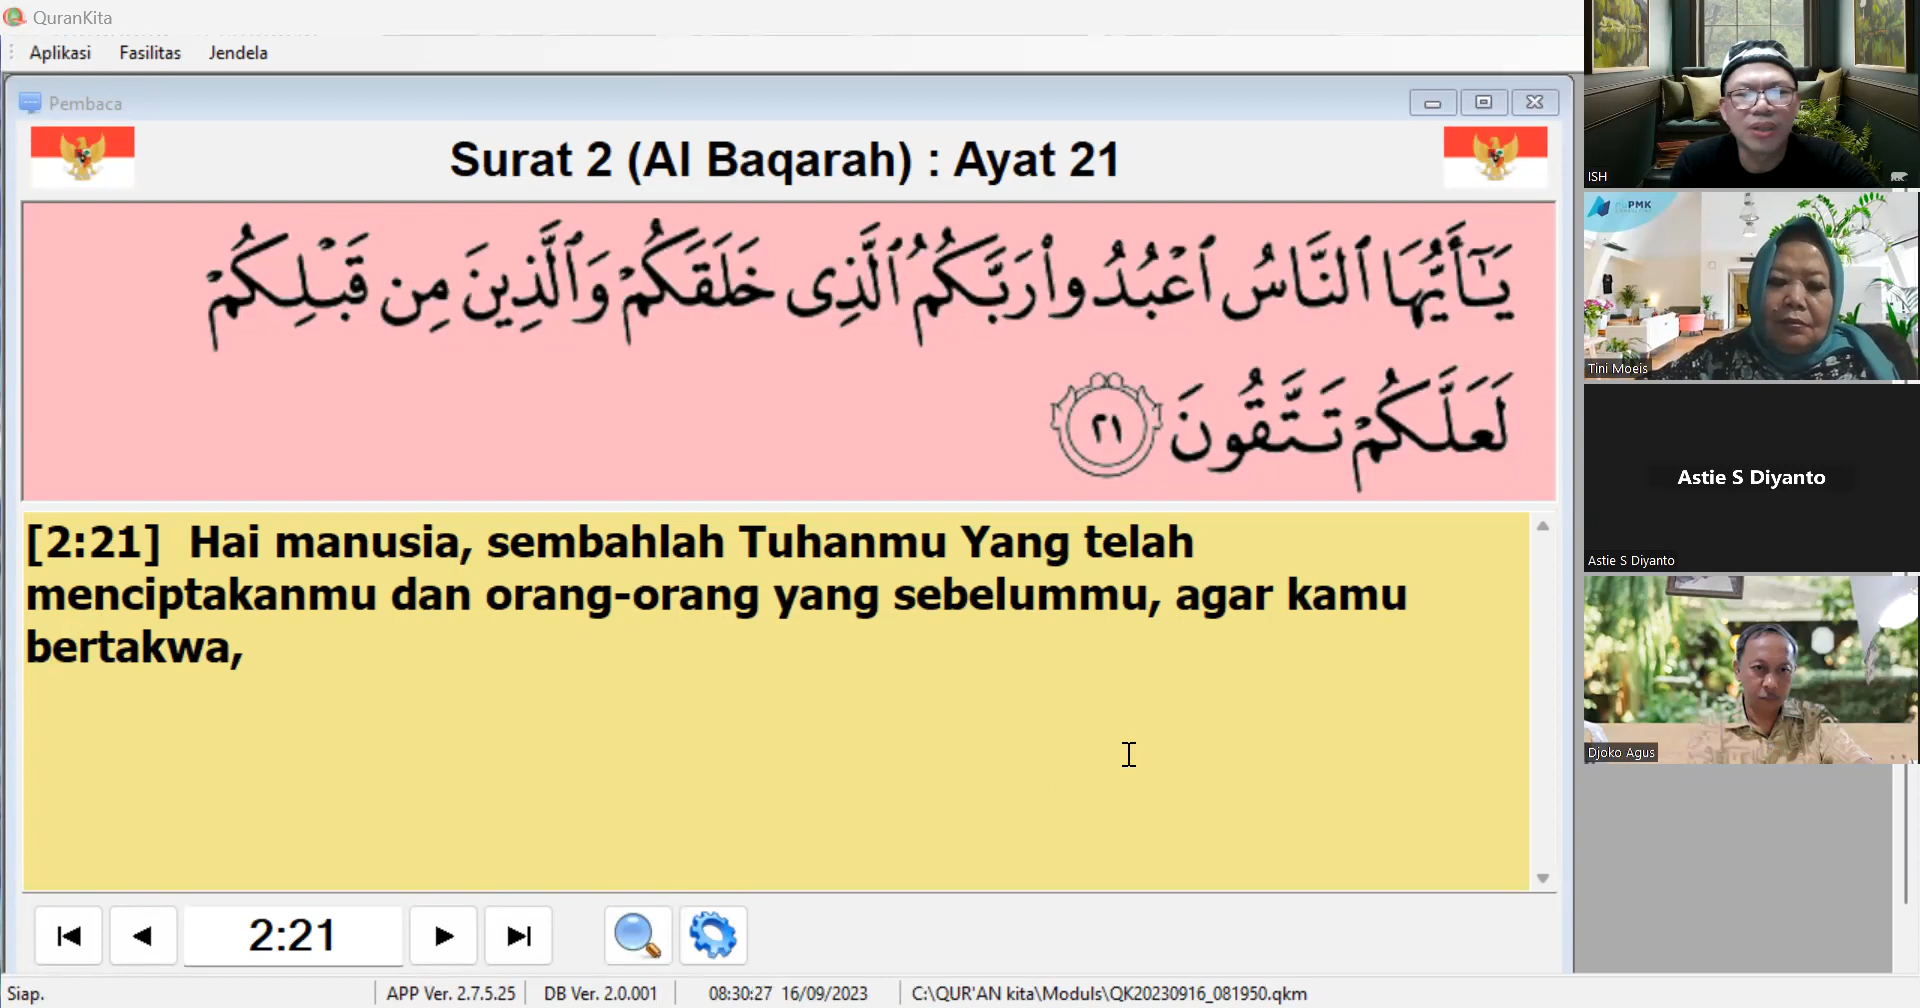 QuranKita
Aplikasi Fasilitas Jendela
Pembaca
Surat 2 (Al Baqarah) : Ayat 21
يَـٰٓأَيُّهَا ٱلنَّاسُ ٱعْبُدُوا۟ رَبَّكُمُ ٱلَّذِى خَلَقَكُمْ وَٱلَّذِينَ مِن قَبْلِكُمْ
لَعَلَّكُمْ تَتَّقُونَ ٢١
[2:21] Hai manusia, sembahlah Tuhanmu Yang telah
menciptakanmu dan orang-orang yang sebelummu, agar kamu
bertakwa,
2:21
Siap. APP Ver. 2.7.5.25 DB Ver. 2.0.001 08:30:27 16/09/2023 C:\QUR'AN kita\Moduls\QK20230916_081950.qkm
ISH
PMK
Tini Moeis
Astie S Diyanto
Astie S Diyanto
Djoko Agus